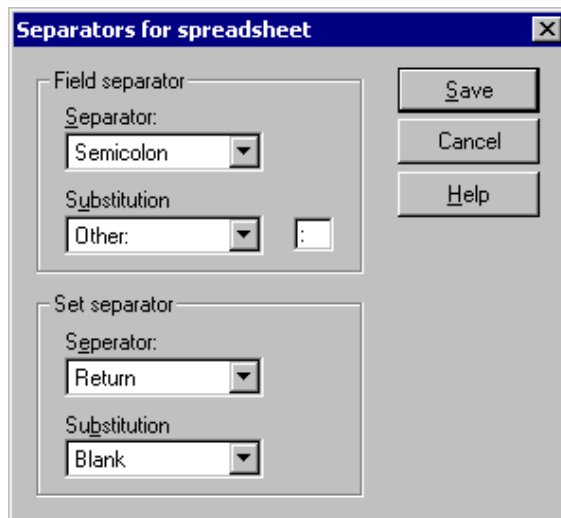 Separators for spreadsheet
Field separator
Separator:
Semicolon
Substitution
Other: :
Set separator
Seperator:
Return
Substitution
Blank
Save
Cancel
Help